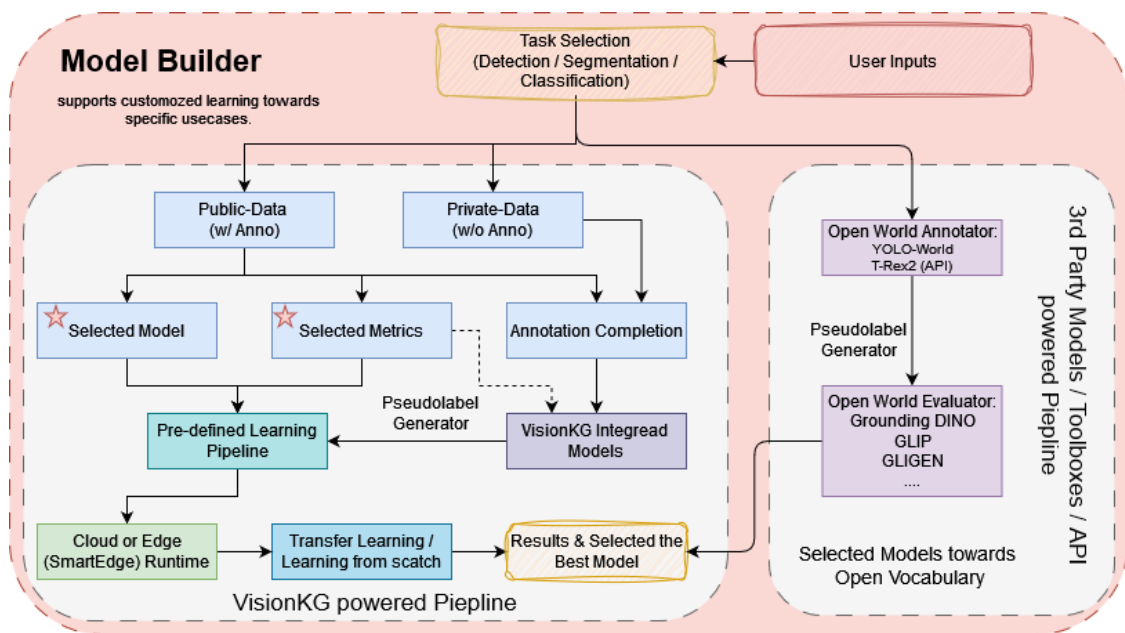 Model Builder
supports customozed learning towards
specific usecases.
Task Selection
(Detection / Segmentation /
Classification)
User Inputs
Public-Data
(w/ Anno)
Private-Data
(w/o Anno)
Selected Model
Selected Metrics
Annotation Completion
Pseudolabel
Generator
Pre-defined Learning
Pipeline
VisionKG Integread
Models
Cloud or Edge
(SmartEdge) Runtime
Transfer Learning /
Learning from scatch
Results & Selected the
Best Model
VisionKG powered Piepline
Open World Annotator:
YOLO-World
T-Rex2 (API)
Pseudolabel
Generator
Open World Evaluator:
Grounding DINO
GLIP
GLIGEN
....
Selected Models towards
Open Vocabulary
3rd Party Models / Toolboxes / API
powered Piepline